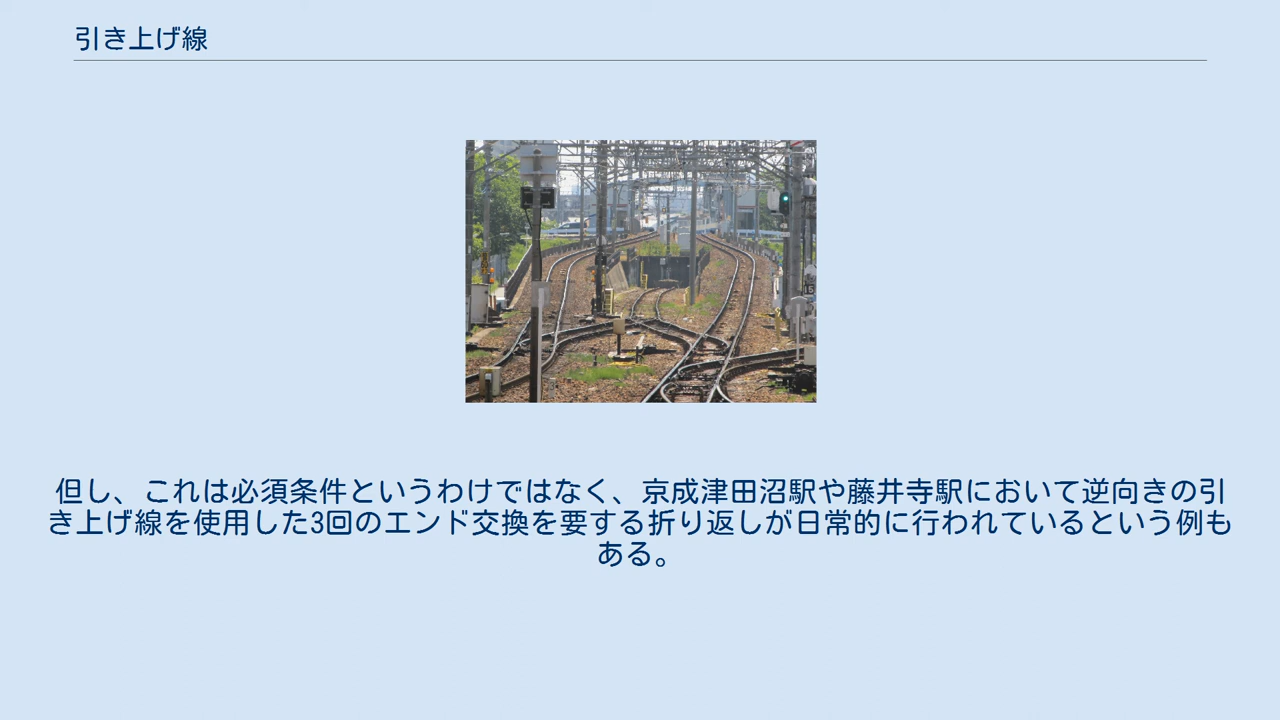 引き上げ線
但し、これは必須条件というわけではなく、京成津田沼駅や藤井寺駅において逆向きの引
き上げ線を使用した3回のエンド交換を要する折り返しが日常的に行われているという例も
ある。